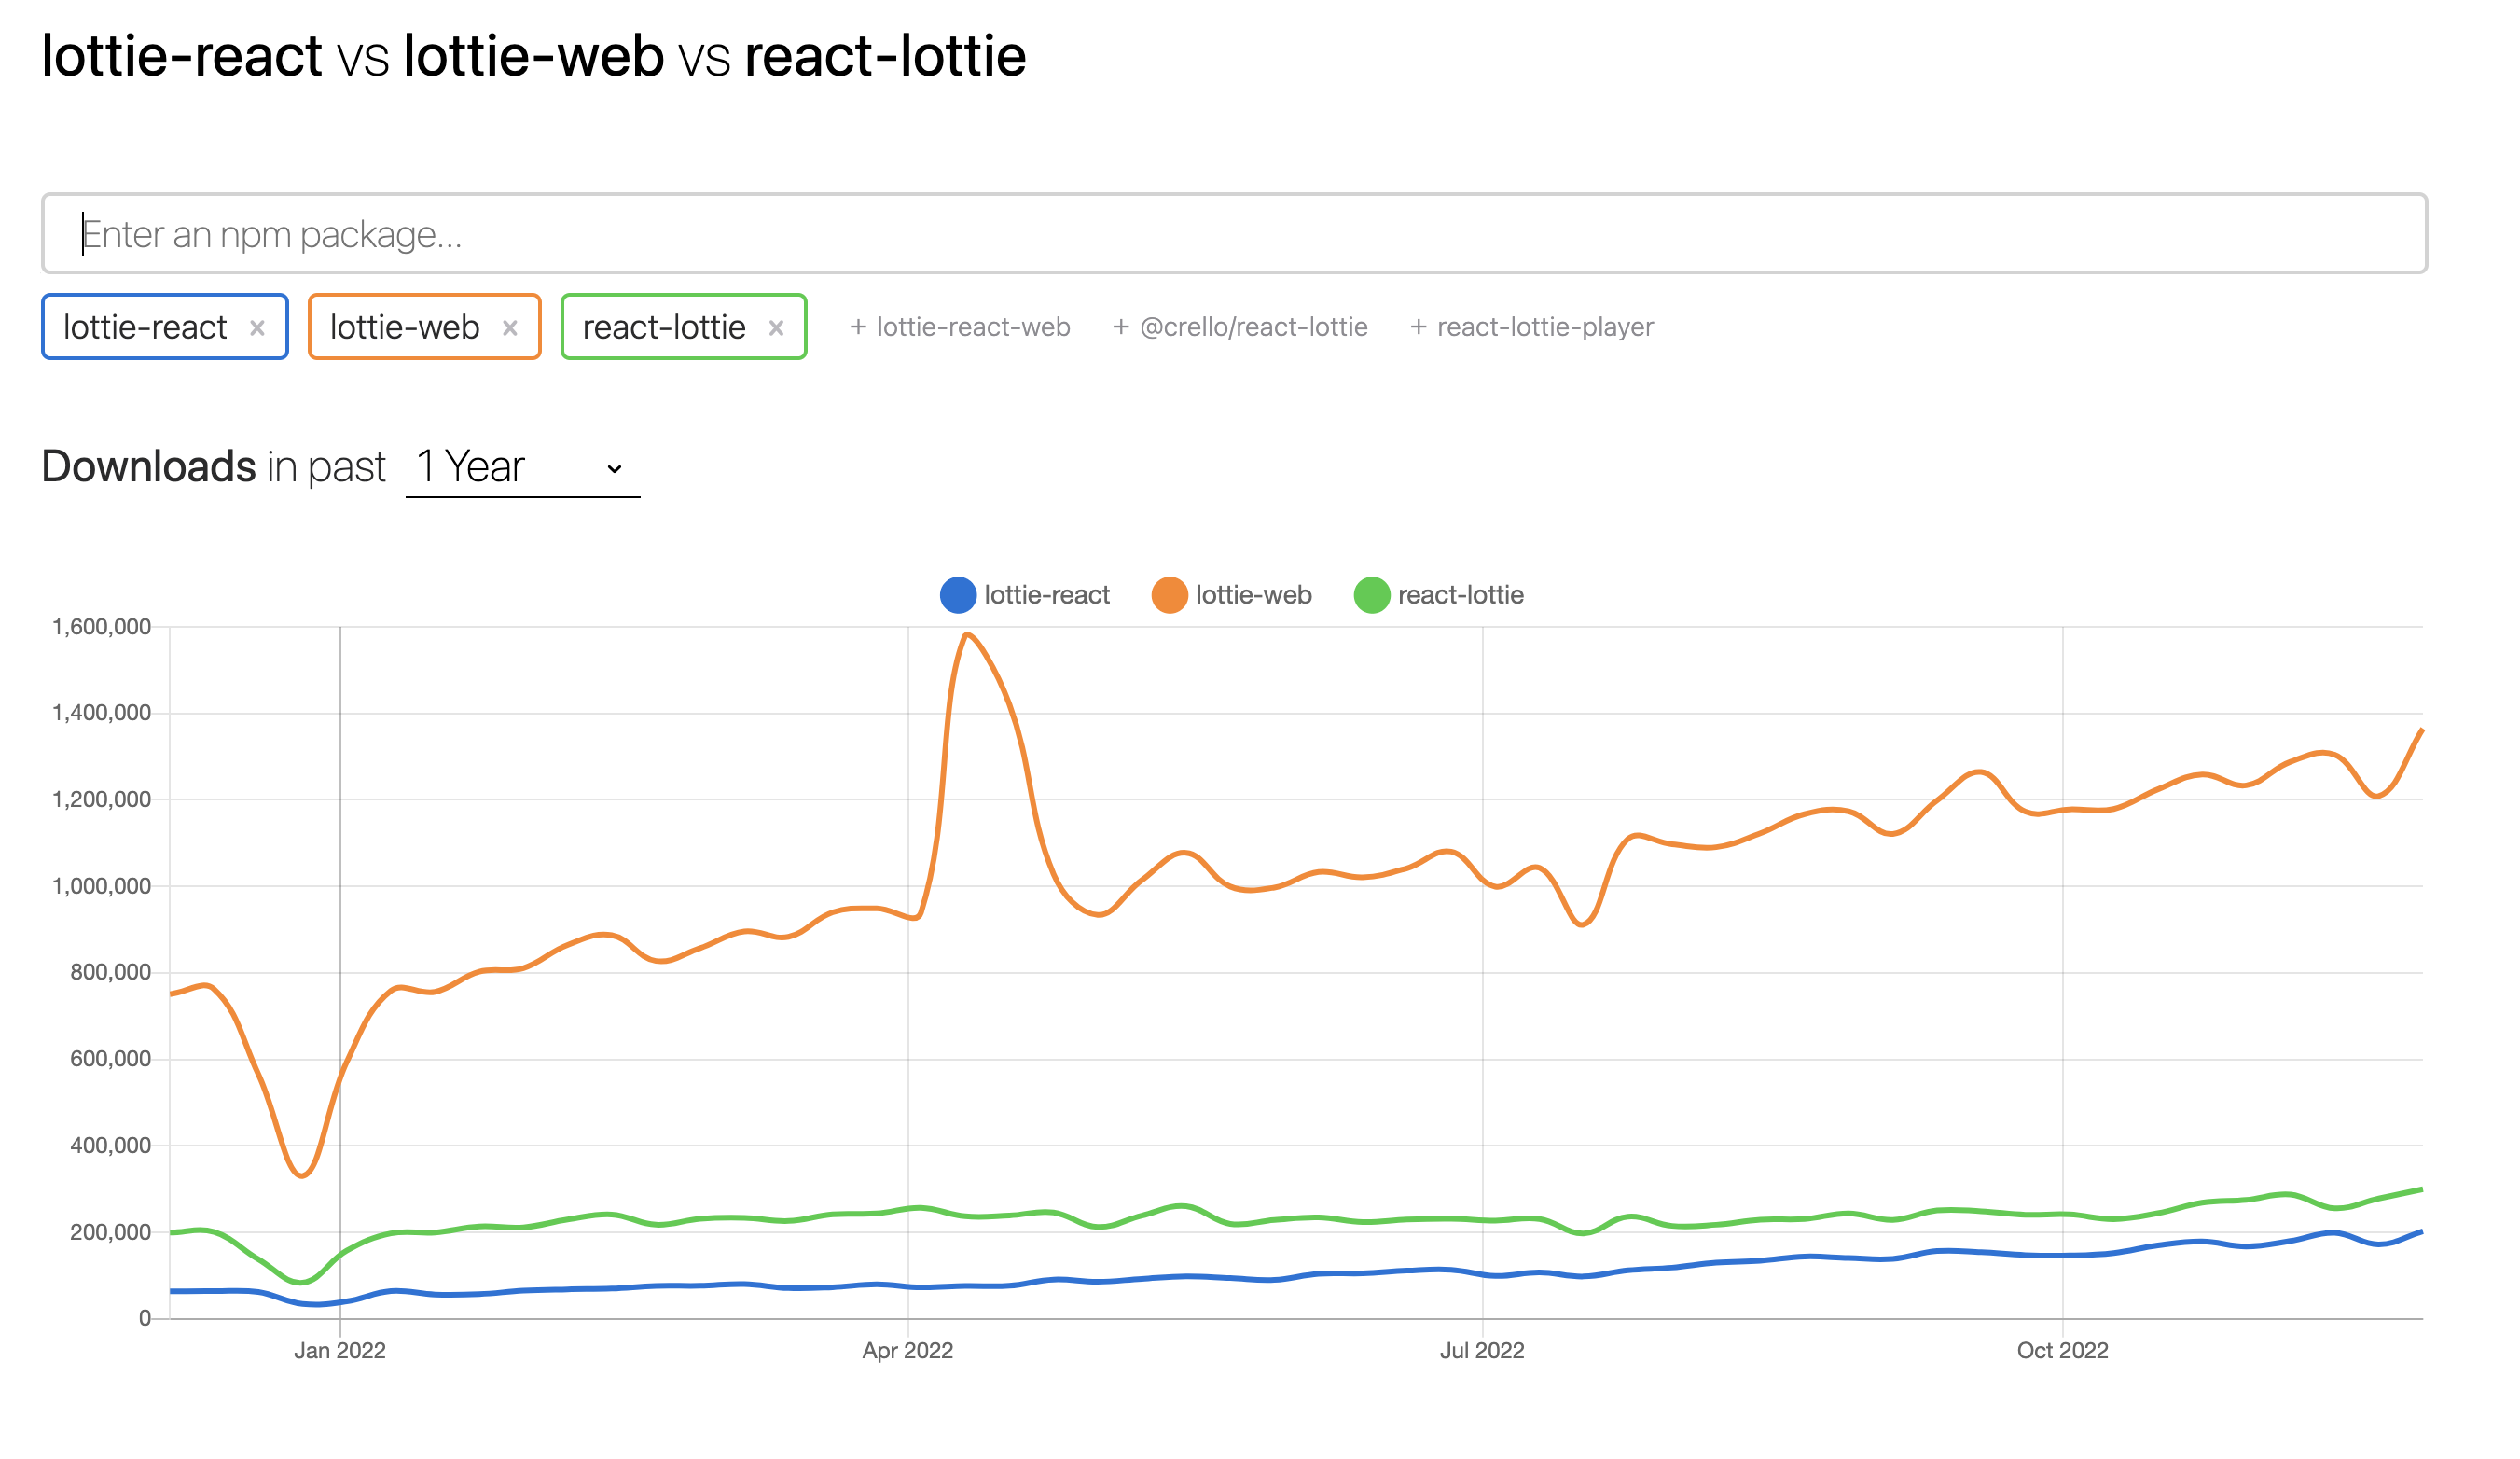 lottie-react vs lottie-web vs react-lottie
Enter an npm package...
lottie-react × lottie-web × react-lottie × + lottie-react-web + @crello/react-lottie + react-lottie-player
Downloads in past 1 Year
lottie-react lottie-web react-lottie
1,600,000
1,400,000
1,200,000
1,000,000
800,000
600,000
400,000
200,000
0
Jan 2022 Apr 2022 Jul 2022 Oct 2022